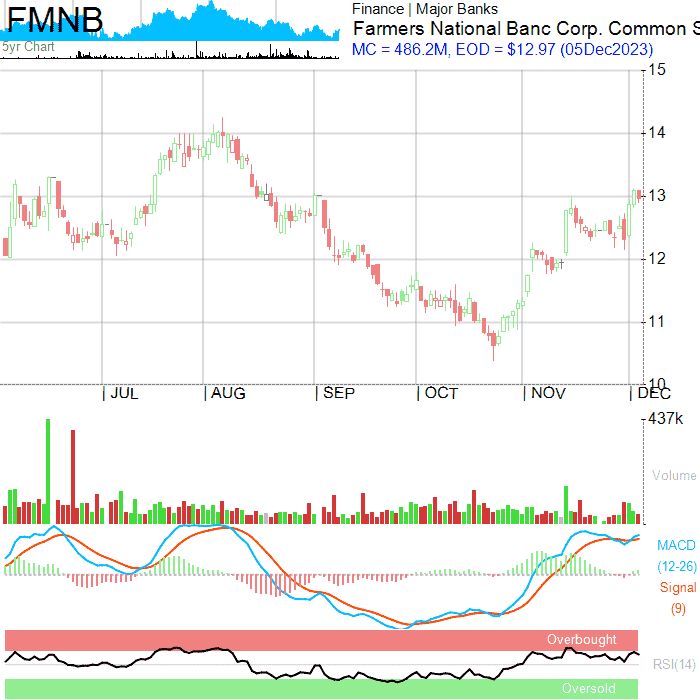 FMNB
5yr Chart
Finance | Major Banks
Farmers National Banc Corp. Common S
MC = 486.2M, EOD = $12.97 (05Dec2023)
15
14
13
12
11
10
| JUL | AUG | SEP | OCT | NOV | DEC
437k
Volume
MACD
(12-26)
Signal
(9)
Overbought
RSI(14)
Oversold